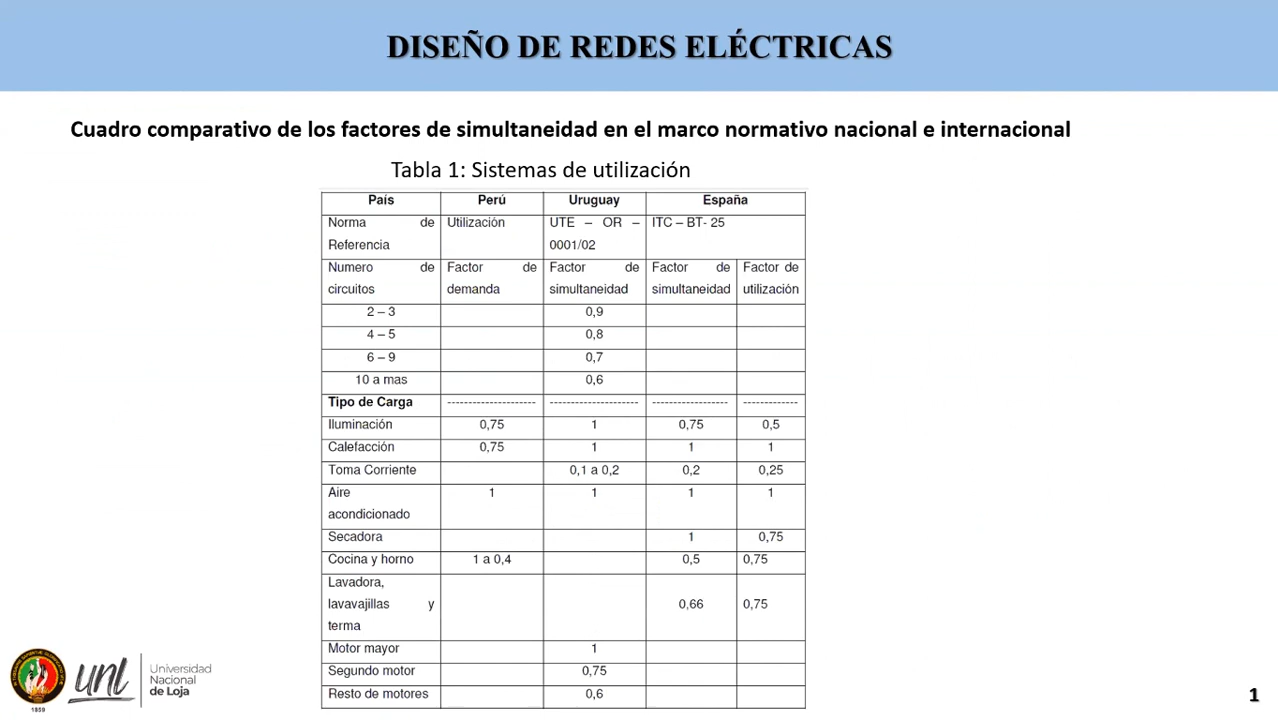 DISEÑO DE REDES ELÉCTRICAS
Cuadro comparativo de los factores de simultaneidad en el marco normativo nacional e internacional
Tabla 1: Sistemas de utilización
País Perú Uruguay España
Norma de Referencia Utilización UTE – OR – 0001/02 ITC – BT- 25
Numero de circuitos Factor de demanda Factor de simultaneidad Factor de simultaneidad Factor de utilización
2 – 3 0,9
4 – 5 0,8
6 – 9 0,7
10 a mas 0,6
Tipo de Carga --------------------- --------------------- ------------------ -------------
Iluminación 0,75 1 0,75 0,5
Calefacción 0,75 1 1 1
Toma Corriente 0,1 a 0,2 0,2 0,25
Aire acondicionado 1 1 1 1
Secadora 1 0,75
Cocina y horno 1 a 0,4 0,5 0,75
Lavadora, lavavajillas y terma 0,66 0,75
Motor mayor 1
Segundo motor 0,75
Resto de motores 0,6
1859
unl
Universidad
Nacional
de Loja
1